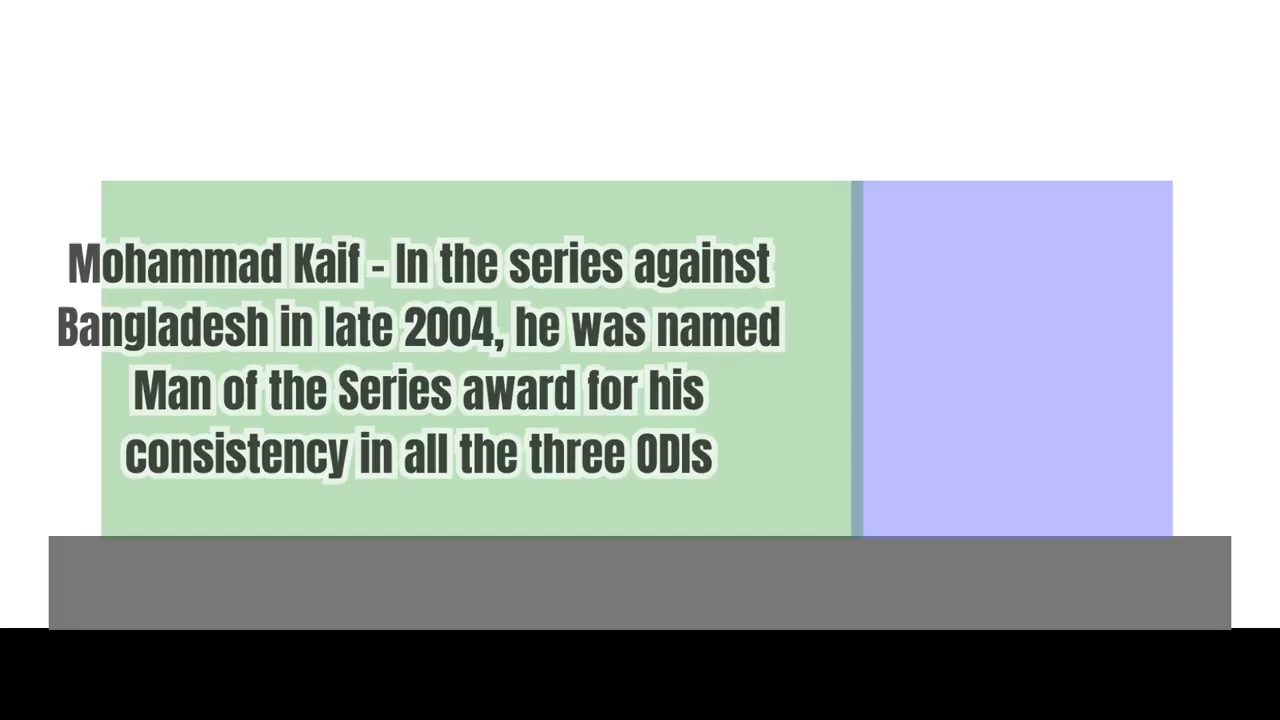 Mohammad Kaif - In the series against
Bangladesh in late 2004, he was named
Man of the Series award for his
consistency in all the three ODIs